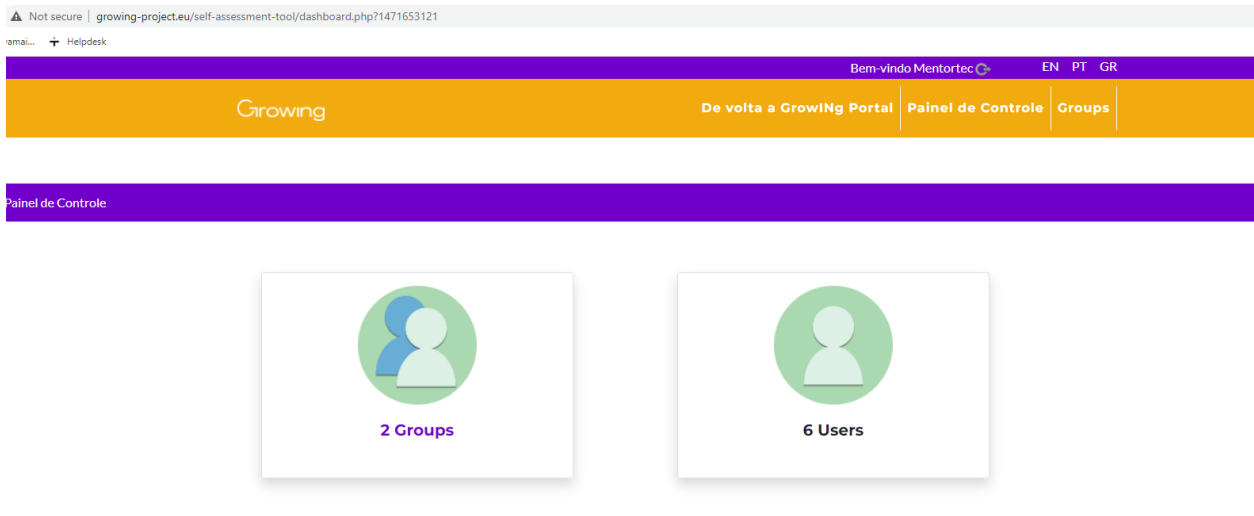 Not secure | growing-project.eu/self-assessment-tool/dashboard.php?1471653121
Helpdesk
Bem-vindo Mentortec EN PT GR
Growing
De volta a GrowINg Portal Painel de Controle Groups
Painel de Controle
2 Groups
6 Users